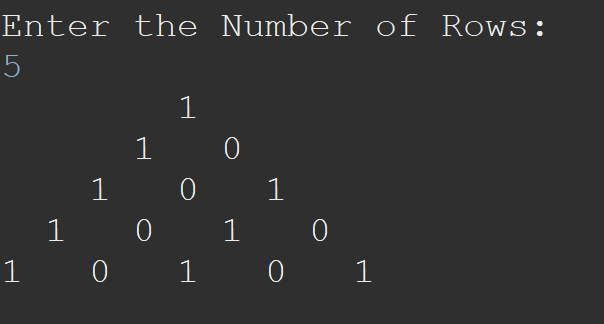 Enter the Number of Rows:
5
1
1 0
1 0 1
1 0 1 0
1 0 1 0 1